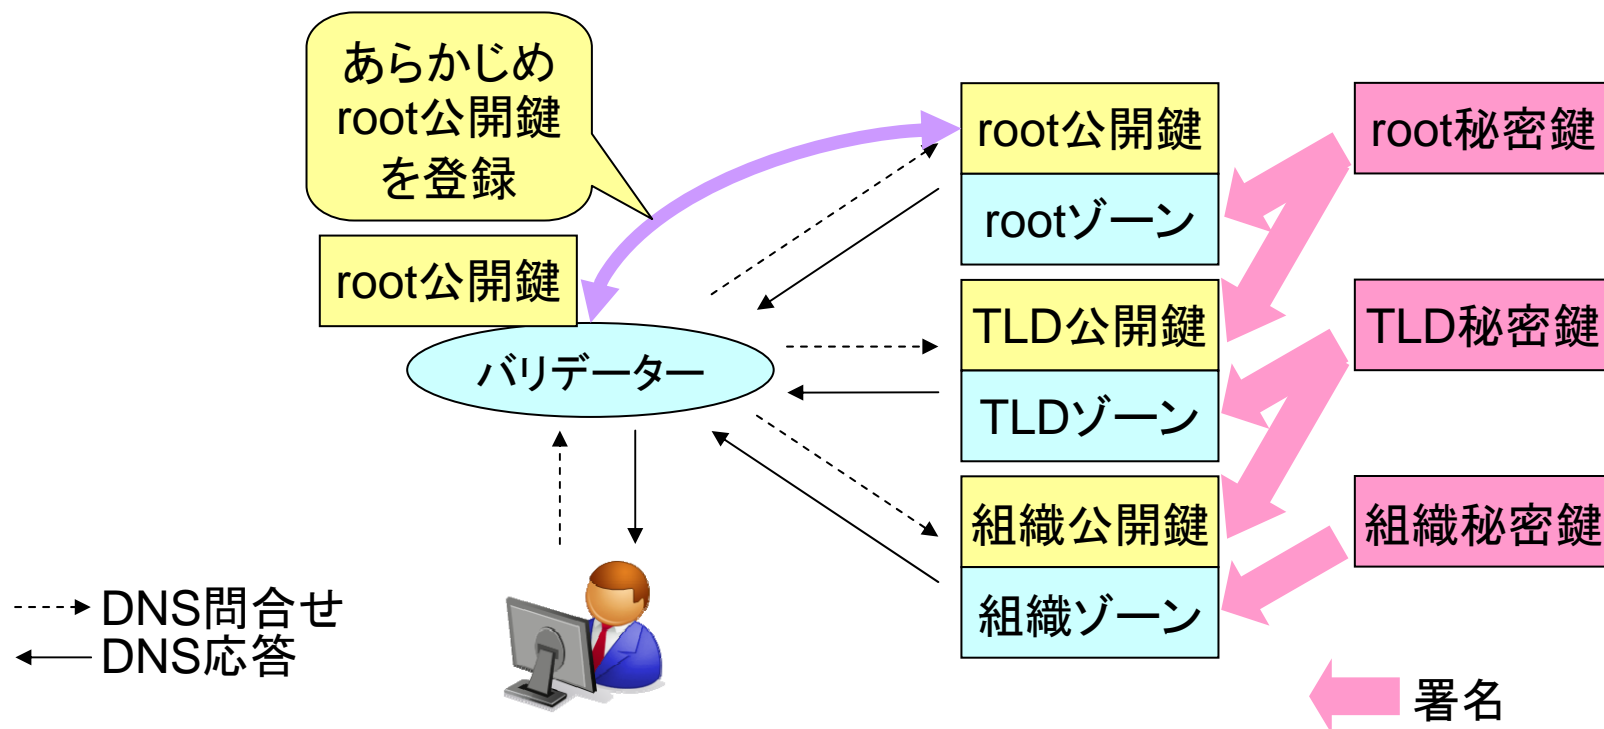 あらかじめ
root公開鍵
を登録
root公開鍵
バリデーター
root公開鍵
rootゾーン
TLD公開鍵
TLDゾーン
組織公開鍵
組織ゾーン
root秘密鍵
TLD秘密鍵
組織秘密鍵
DNS問合せ
DNS応答
署名